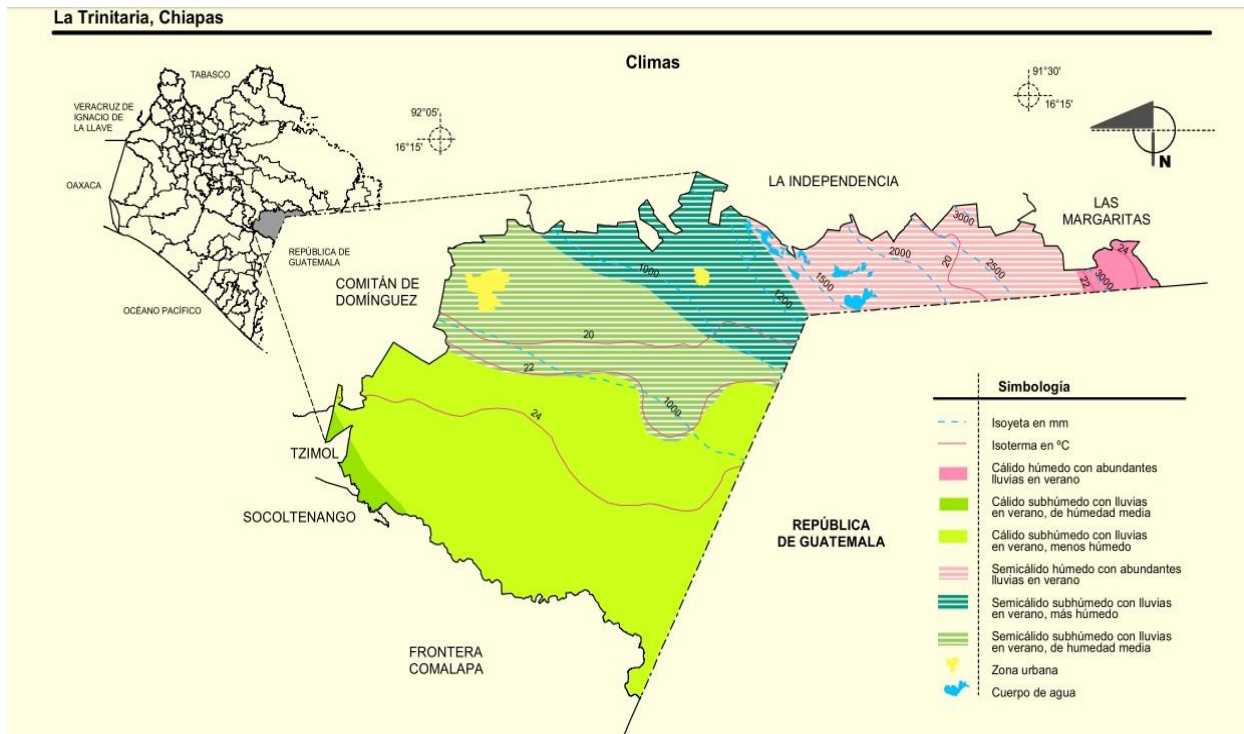 La Trinitaria, Chiapas
Climas
TABASCO
VERACRUZ DE
IGNACIO DE
LA LLAVE
OAXACA
REPÚBLICA DE
GUATEMALA
OCÉANO PACÍFICO
92°05'
16°15'
91°30'
16°15'
N
LA INDEPENDENCIA
LAS
MARGARITAS
COMITÁN DE
DOMÍNGUEZ
3000
2000
20
2500
24
22
3000
1000
1200
1500
20
22
1000
24
TZIMOL
SOCOLTENANGO
REPÚBLICA
DE GUATEMALA
FRONTERA
COMALAPA
Simbología
Isoyeta en mm
Isoterma en ºC
Cálido húmedo con abundantes
lluvias en verano
Cálido subhúmedo con lluvias
en verano, de húmedad media
Cálido subhúmedo con lluvias
en verano, menos húmedo
Semicálido húmedo con abundantes
lluvias en verano
Semicálido subhúmedo con lluvias
en verano, más húmedo
Semicálido subhúmedo con lluvias
en verano, de humedad media
Zona urbana
Cuerpo de agua